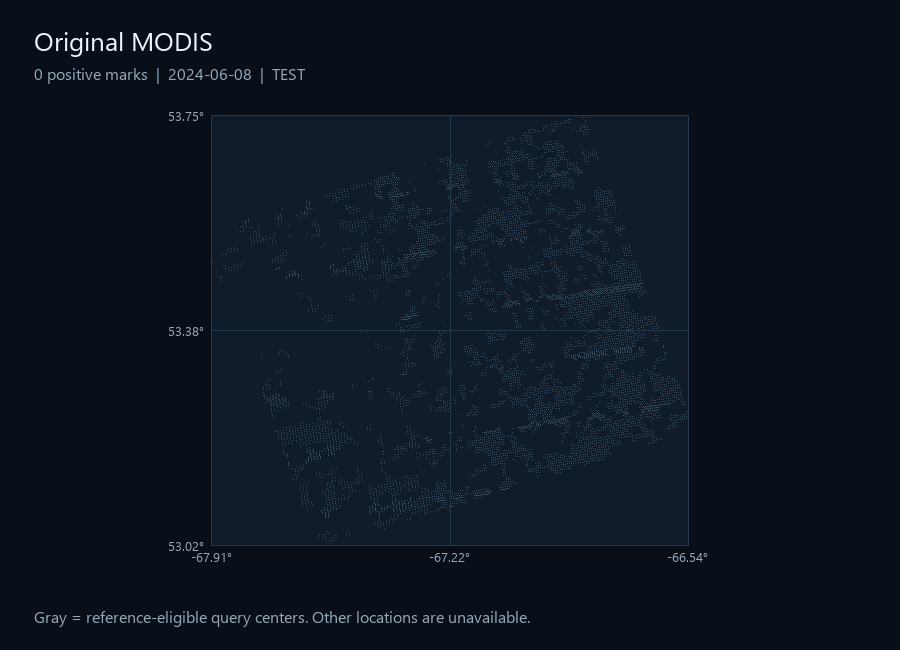 Original MODIS
0 positive marks | 2024-06-08 | TEST
53.75°
53.38°
53.02°
-67.91°
-67.22°
-66.54°
Gray = reference-eligible query centers. Other locations are unavailable.